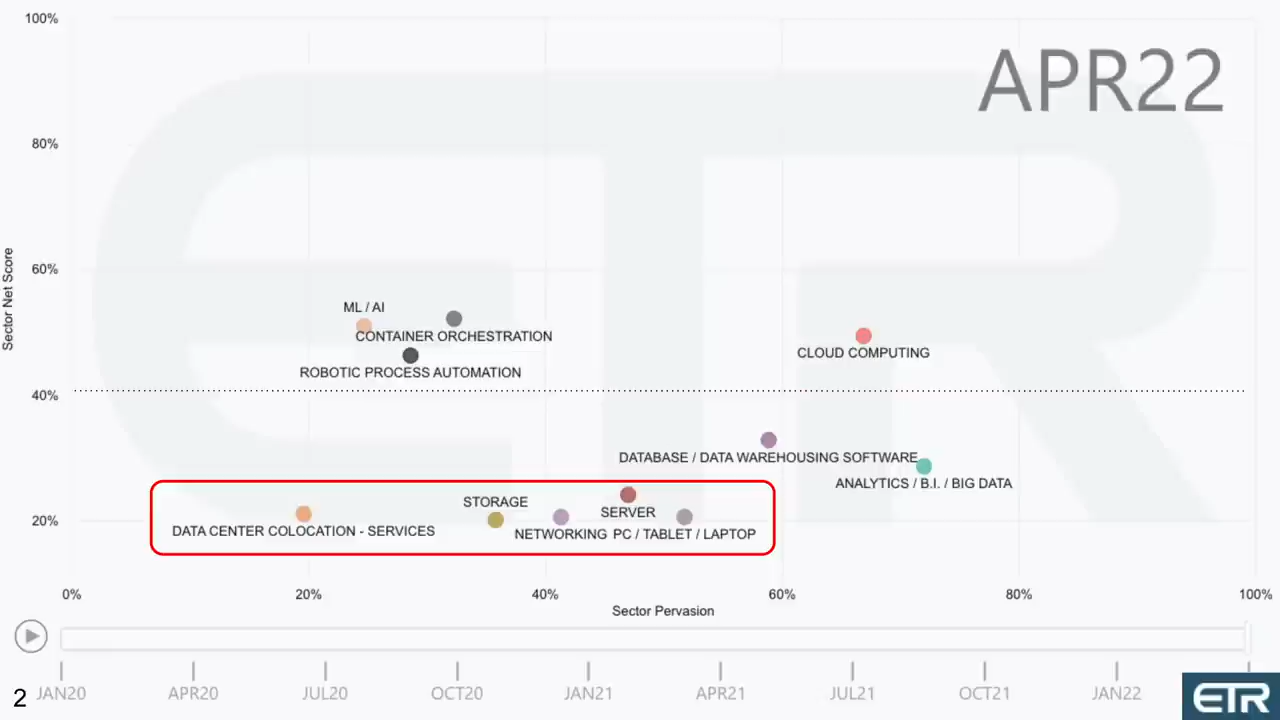 100%
APR22
80%
60%
Sector Net Score
ML / AI
CONTAINER ORCHESTRATION
CLOUD COMPUTING
ROBOTIC PROCESS AUTOMATION
40%
DATABASE / DATA WAREHOUSING SOFTWARE
ANALYTICS / B.I. / BIG DATA
STORAGE
SERVER
20%
DATA CENTER COLOCATION - SERVICES
NETWORKING
PC / TABLET / LAPTOP
0% 20% 40% 60% 80% 100%
Sector Pervasion
JAN20 APR20 JUL20 OCT20 JAN21 APR21 JUL21 OCT21 JAN22
2
ETR
ETR